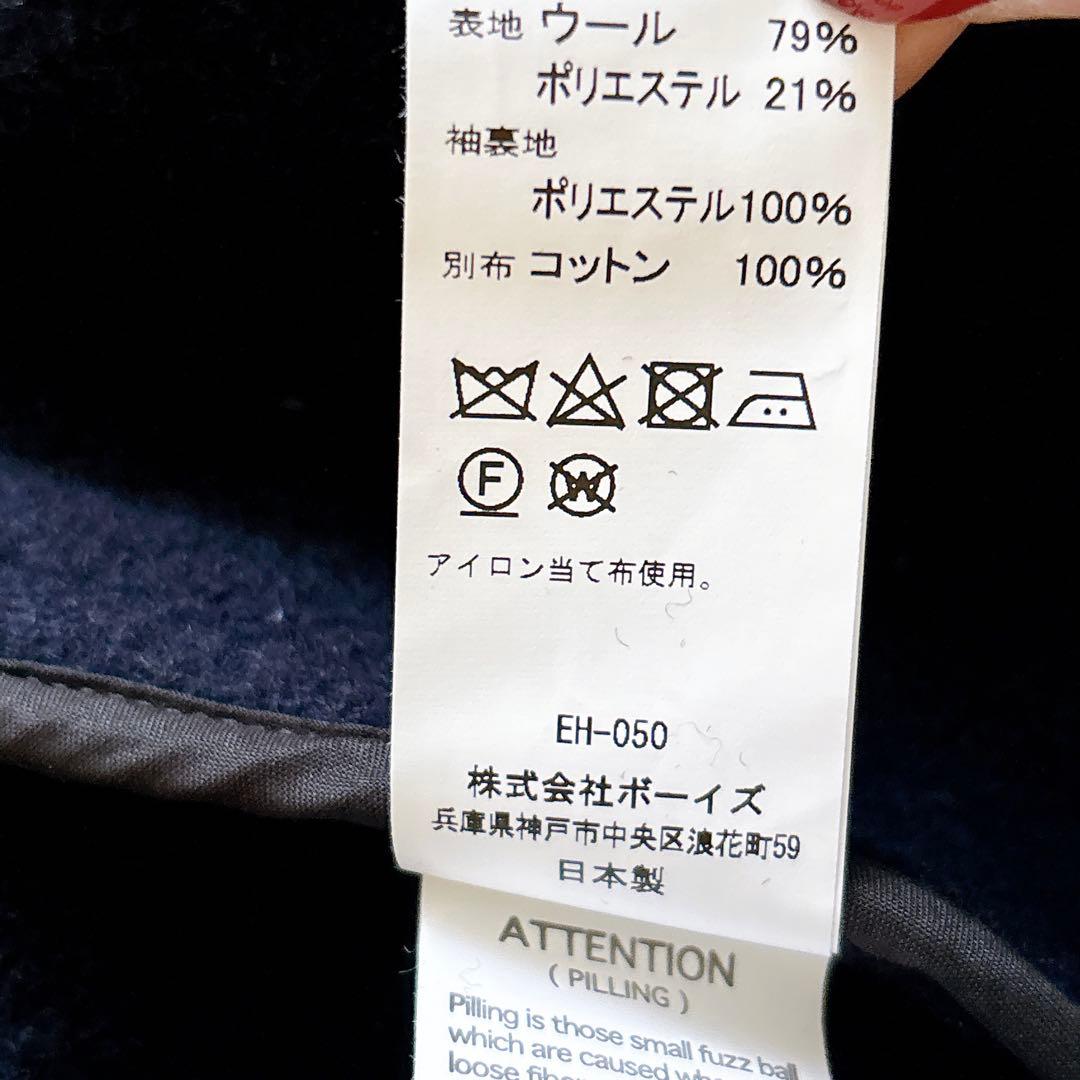 表地 ウール 79%
ポリエステル 21%
袖裏地
ポリエステル100%
別布 コットン 100%
F W
アイロン当て布使用。
EH-050
株式会社ボーイズ
兵庫県神戸市中央区浪花町59
日本製
ATTENTION
( PILLING )
Pilling is those small fuzz ball
which are caused
loose